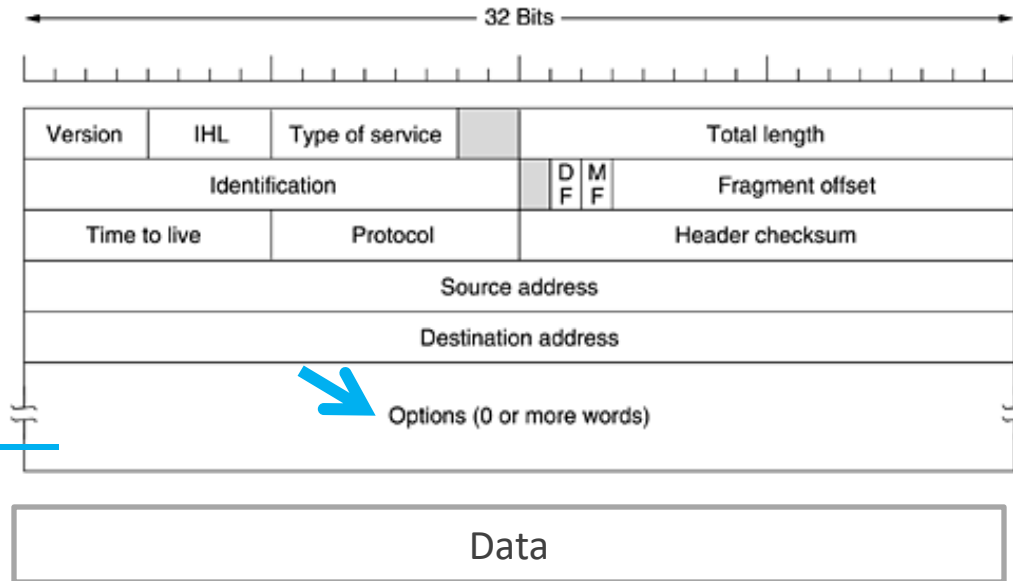 32 Bits
Version IHL Type of service Total length
Identification D F M F Fragment offset
Time to live Protocol Header checksum
Source address
Destination address
Options (0 or more words)
Data